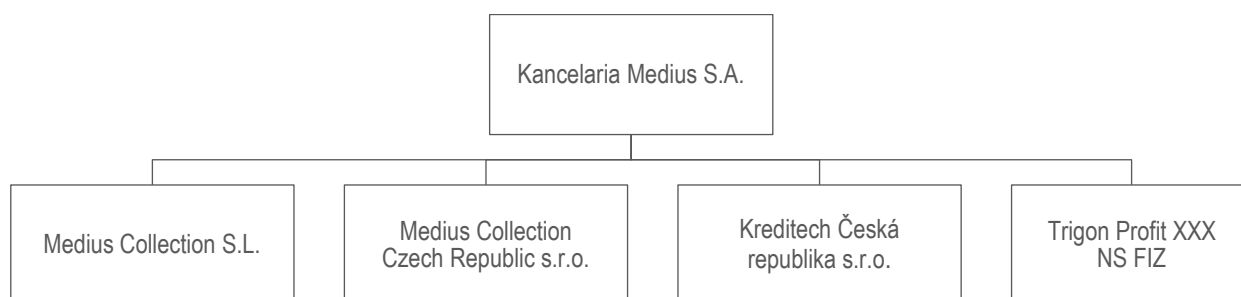 Kancelaria Medius S.A.
Medius Collection S.L.
Medius Collection
Czech Republic s.r.o.
Kreditech Česká
republika s.r.o.
Trigon Profit XXX
NS FIZ